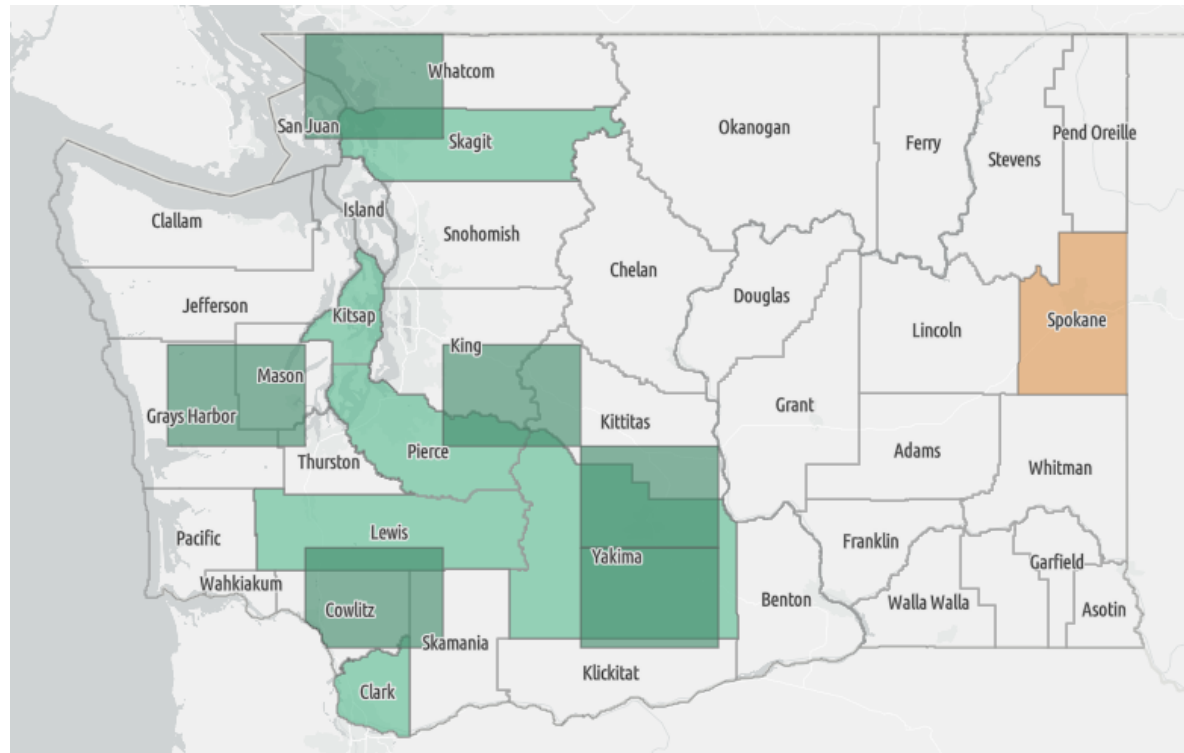 Whatcom
San Juan
Skagit
Okanogan
Ferry
Stevens
Pend Oreille
Clallam
Island
Snohomish
Chelan
Jefferson
Kitsap
Douglas
Lincoln
Spokane
King
Mason
Grays Harbor
Kittitas
Grant
Pierce
Thurston
Adams
Whitman
Pacific
Lewis
Yakima
Franklin
Garfield
Wahkiakum
Cowlitz
Skamania
Benton
Walla Walla
Asotin
Klickitat
Clark